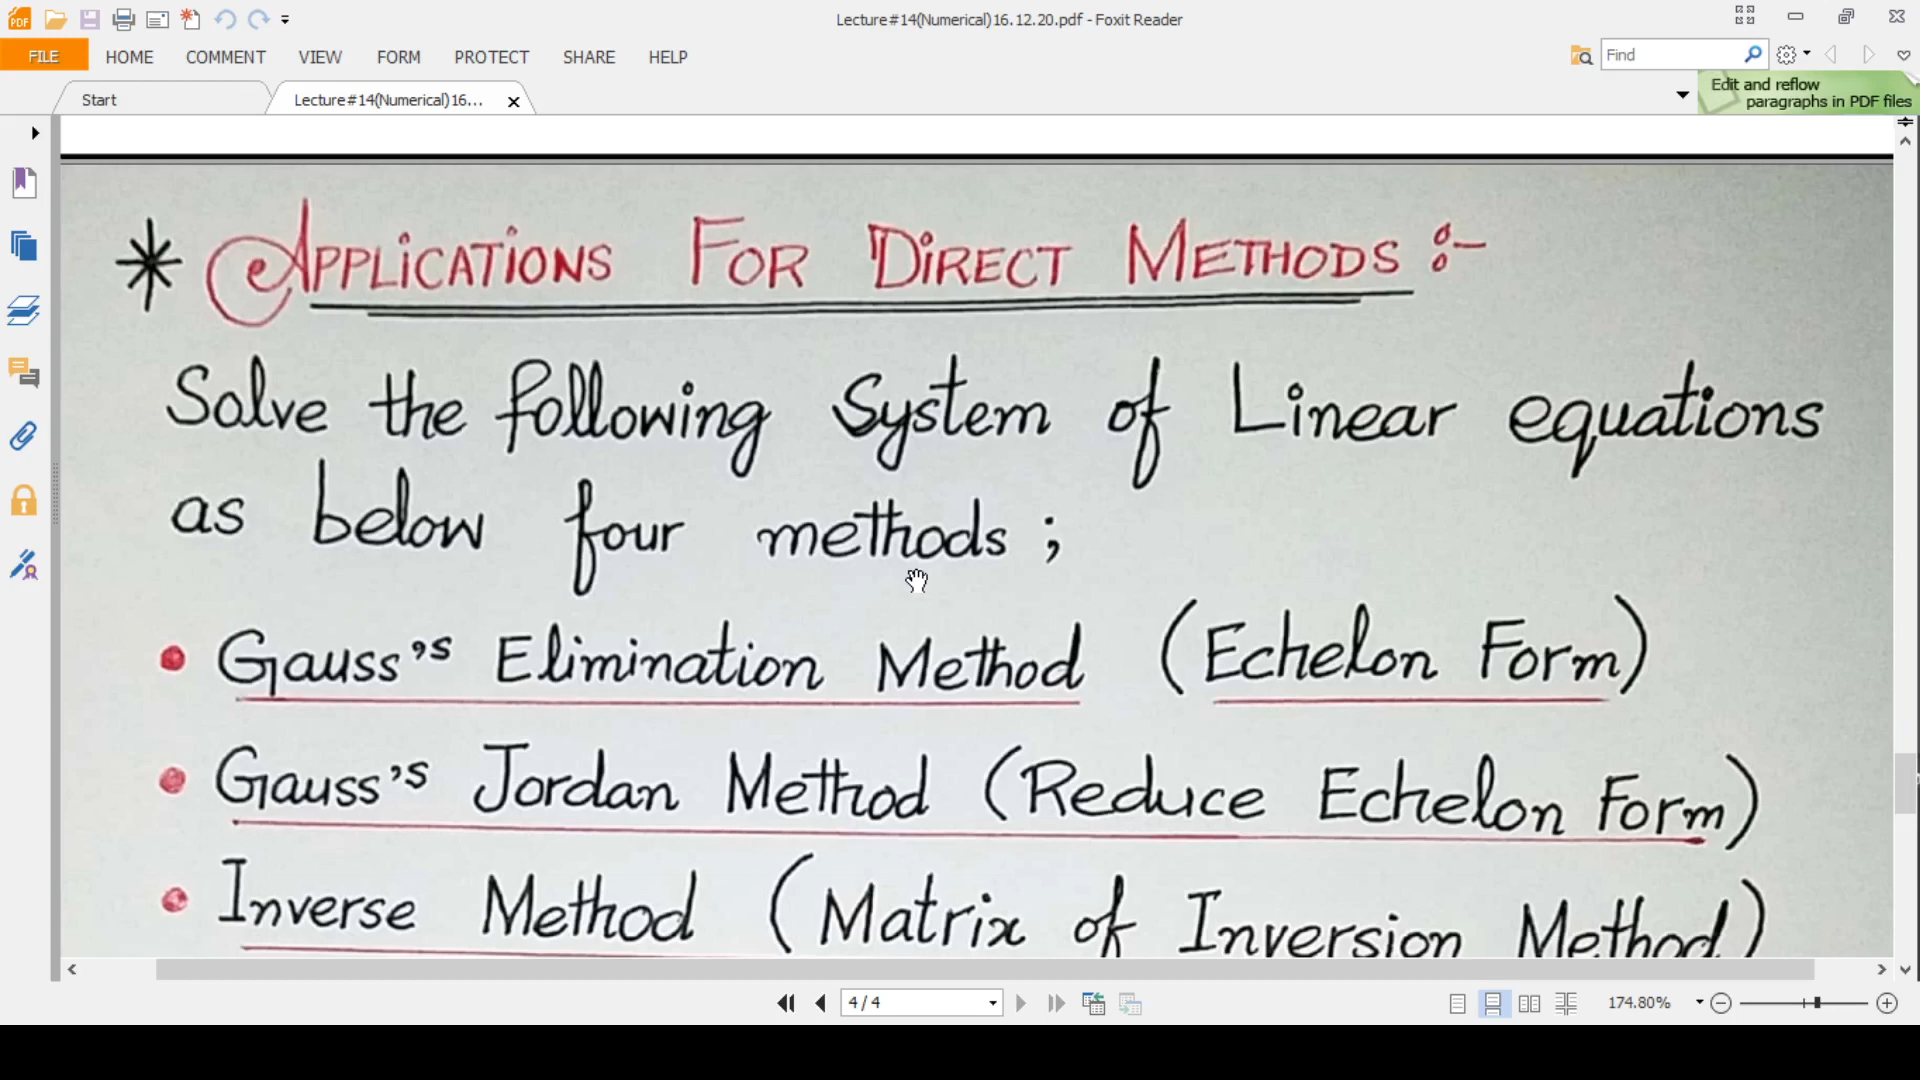 Lecture#14(Numerical)16.12.20.pdf - Foxit Reader
FILE HOME COMMENT VIEW FORM PROTECT SHARE HELP
Find
Start
Lecture#14(Numerical)16...
Edit and reflow
paragraphs in PDF files
* APPLiCATiONS FOR DiRECT METHODS :-
Solve the following System of Linear equations
as below four methods ;
• Gauss's Elimination Method (Echelon Form)
• Gauss's Jordan Method (Reduce Echelon Form)
• Inverse Method (Matrix of Inversion Method)
4 / 4
174.80%